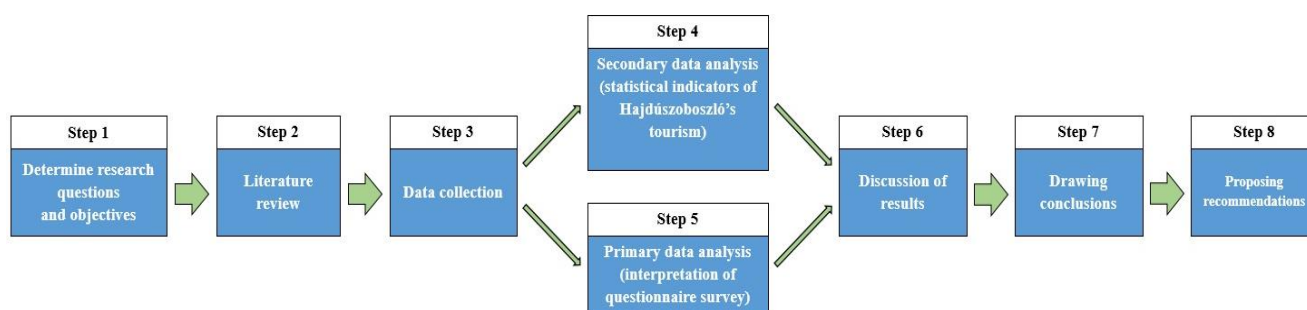 Step 1
Determine research
questions
and objectives
Step 2
Literature
review
Step 3
Data collection
Step 4
Secondary data analysis
(statistical indicators of
Hajdúszoboszló’s
tourism)
Step 5
Primary data analysis
(interpretation of
questionnaire survey)
Step 6
Discussion of
results
Step 7
Drawing
conclusions
Step 8
Proposing
recommendations